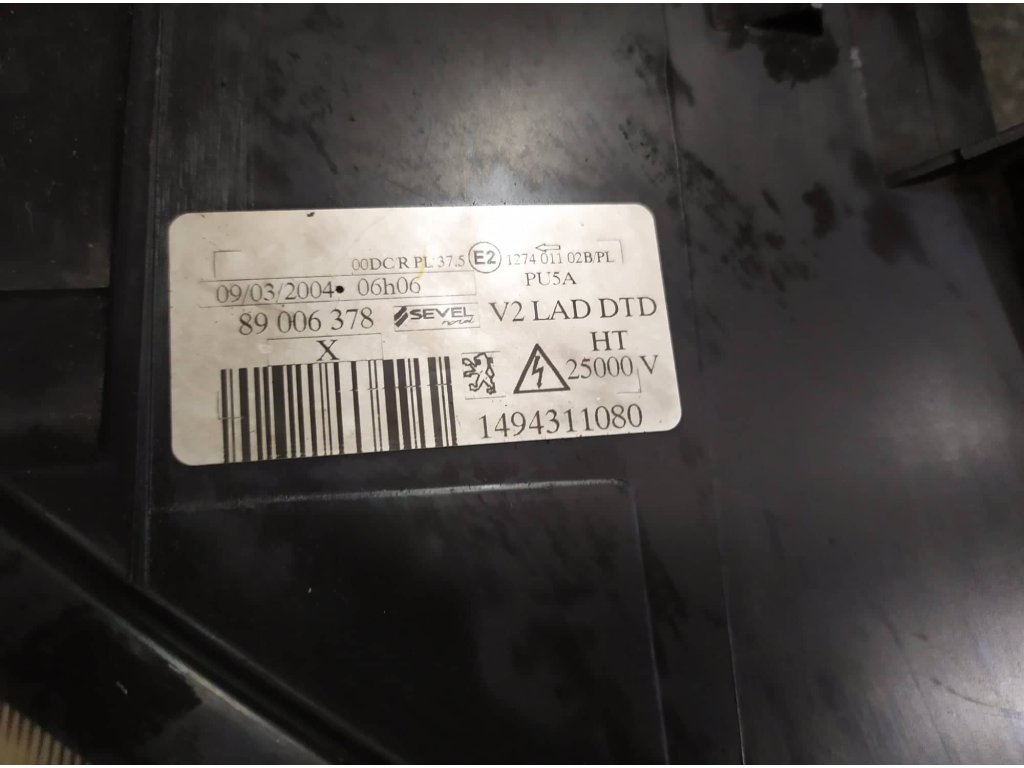 00DC R PL 37.5 E2 1274 011 02B/PL
PU5A
09/03/2004 06h06
89 006 378 SEVEL nord V2 LAD DTD
X HT
25000 V
1494311080